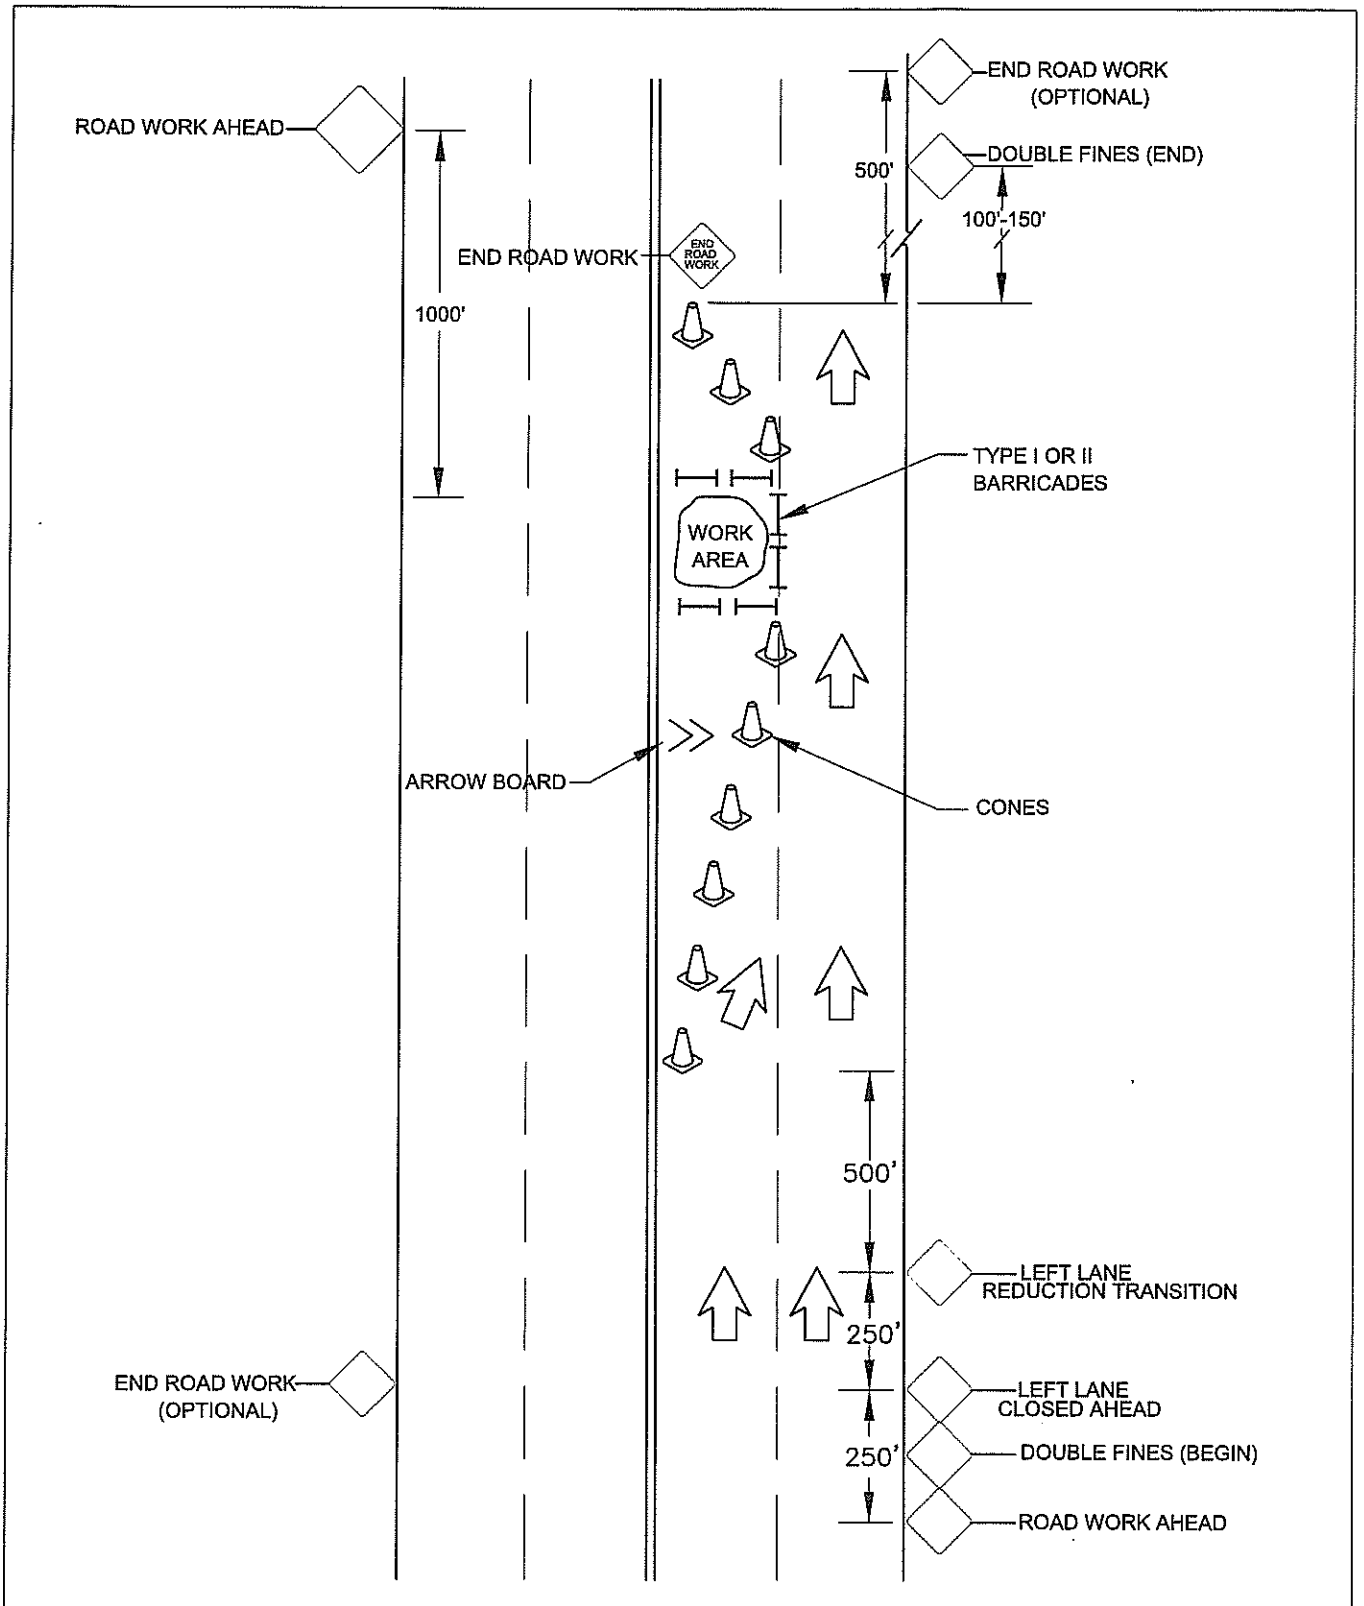 END ROAD WORK
(OPTIONAL)
ROAD WORK AHEAD
DOUBLE FINES (END)
500'
100'-150'
END ROAD WORK
END
ROAD
WORK
1000'
TYPE I OR II
BARRICADES
WORK
AREA
ARROW BOARD
CONES
500'
LEFT LANE
REDUCTION TRANSITION
250'
END ROAD WORK
(OPTIONAL)
LEFT LANE
CLOSED AHEAD
250'
DOUBLE FINES (BEGIN)
ROAD WORK AHEAD